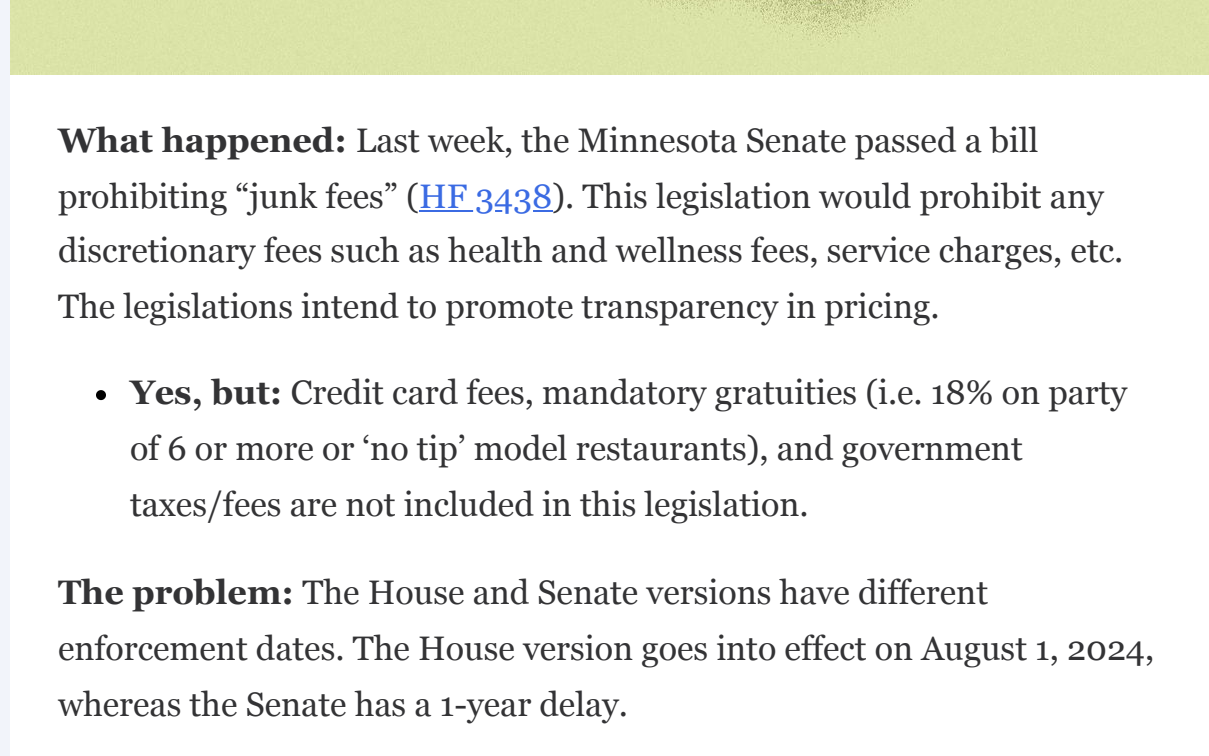 What happened: Last week, the Minnesota Senate passed a bill
prohibiting “junk fees” (HF 3438). This legislation would prohibit any
discretionary fees such as health and wellness fees, service charges, etc.
The legislations intend to promote transparency in pricing.
• Yes, but: Credit card fees, mandatory gratuities (i.e. 18% on party
of 6 or more or ‘no tip’ model restaurants), and government
taxes/fees are not included in this legislation.
The problem: The House and Senate versions have different
enforcement dates. The House version goes into effect on August 1, 2024,
whereas the Senate has a 1-year delay.